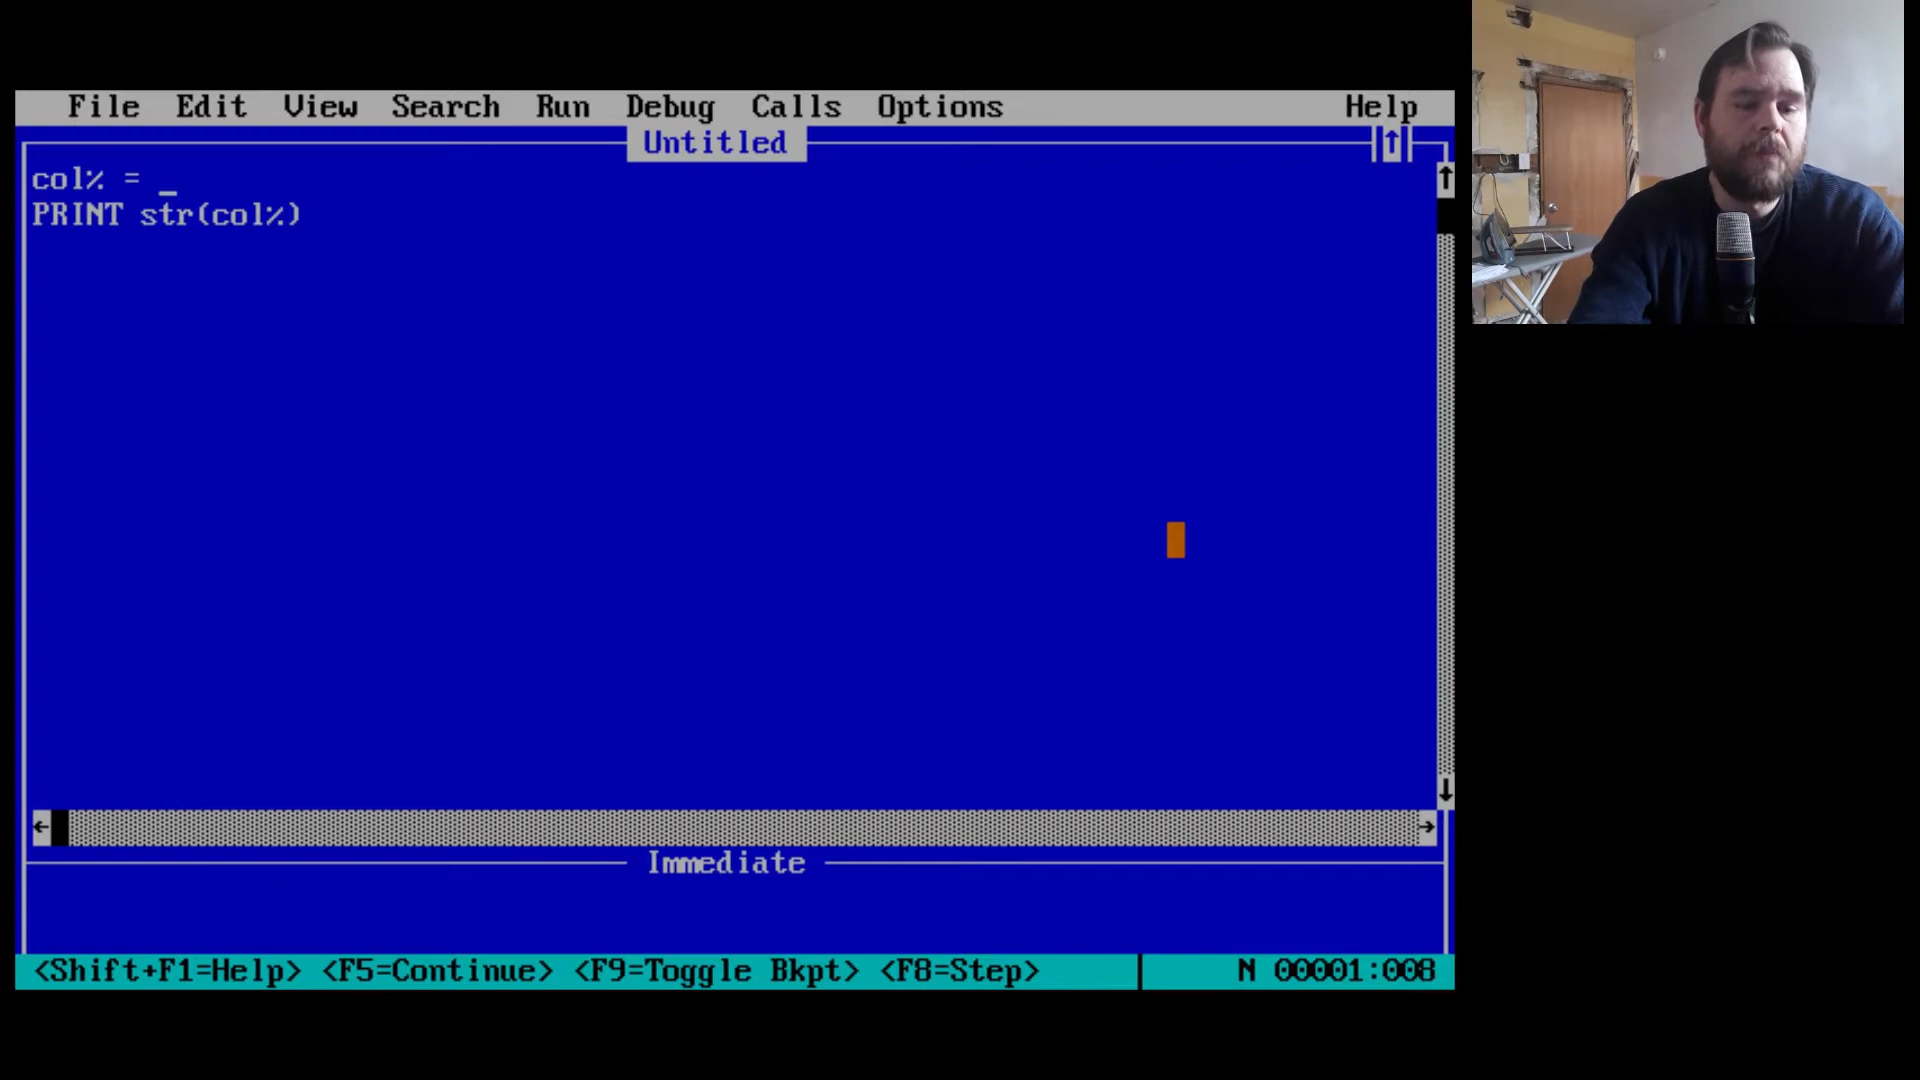 File Edit View Search Run Debug Calls Options Help
Untitled
col% =
PRINT str(col%)
Immediate
<Shift+F1=Help> <F5=Continue> <F9=Toggle Bkpt> <F8=Step> N 00001:008